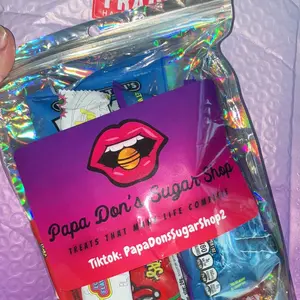 Papa Don's Sugar Shop
TREATS THAT MAKE LIFE COMPLETE
Tiktok: PapaDonsSugarShop2